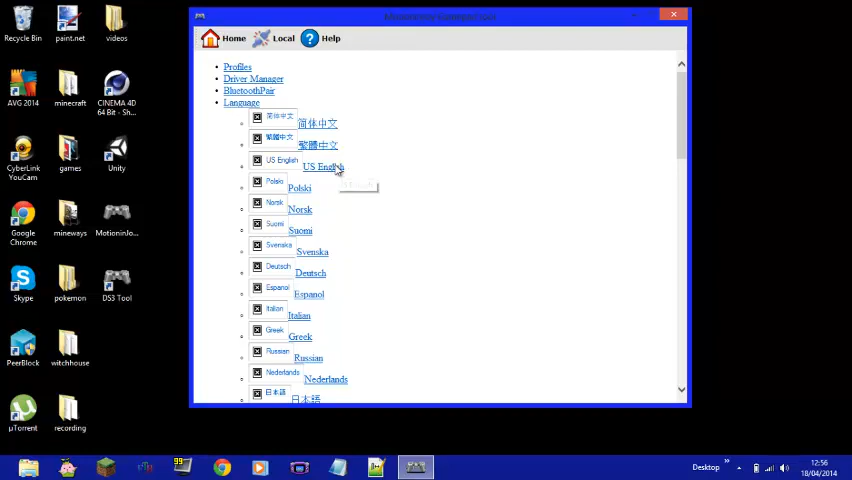 Recycle Bin
paint.net
videos
AVG 2014
minecraft
CINEMA 4D
64 Bit - Sh...
CyberLink
YouCam
games
Unity
Google
Chrome
mineways
MotioninJo...
Skype
pokemon
DS3 Tool
PeerBlock
witchhouse
µTorrent
recording
Home
Local
? Help
Profiles
Driver Manager
BluetoothPair
Language
简体中文 简体中文
繁體中文 繁體中文
US English US English
Polski Polski
Norsk Norsk
Suomi Suomi
Svenska Svenska
Deutsch Deutsch
Espanol Espanol
Italian Italian
Greek Greek
Russian Russian
Nederlands Nederlands
日本語 日本語
99
Desktop
12:56
18/04/2014